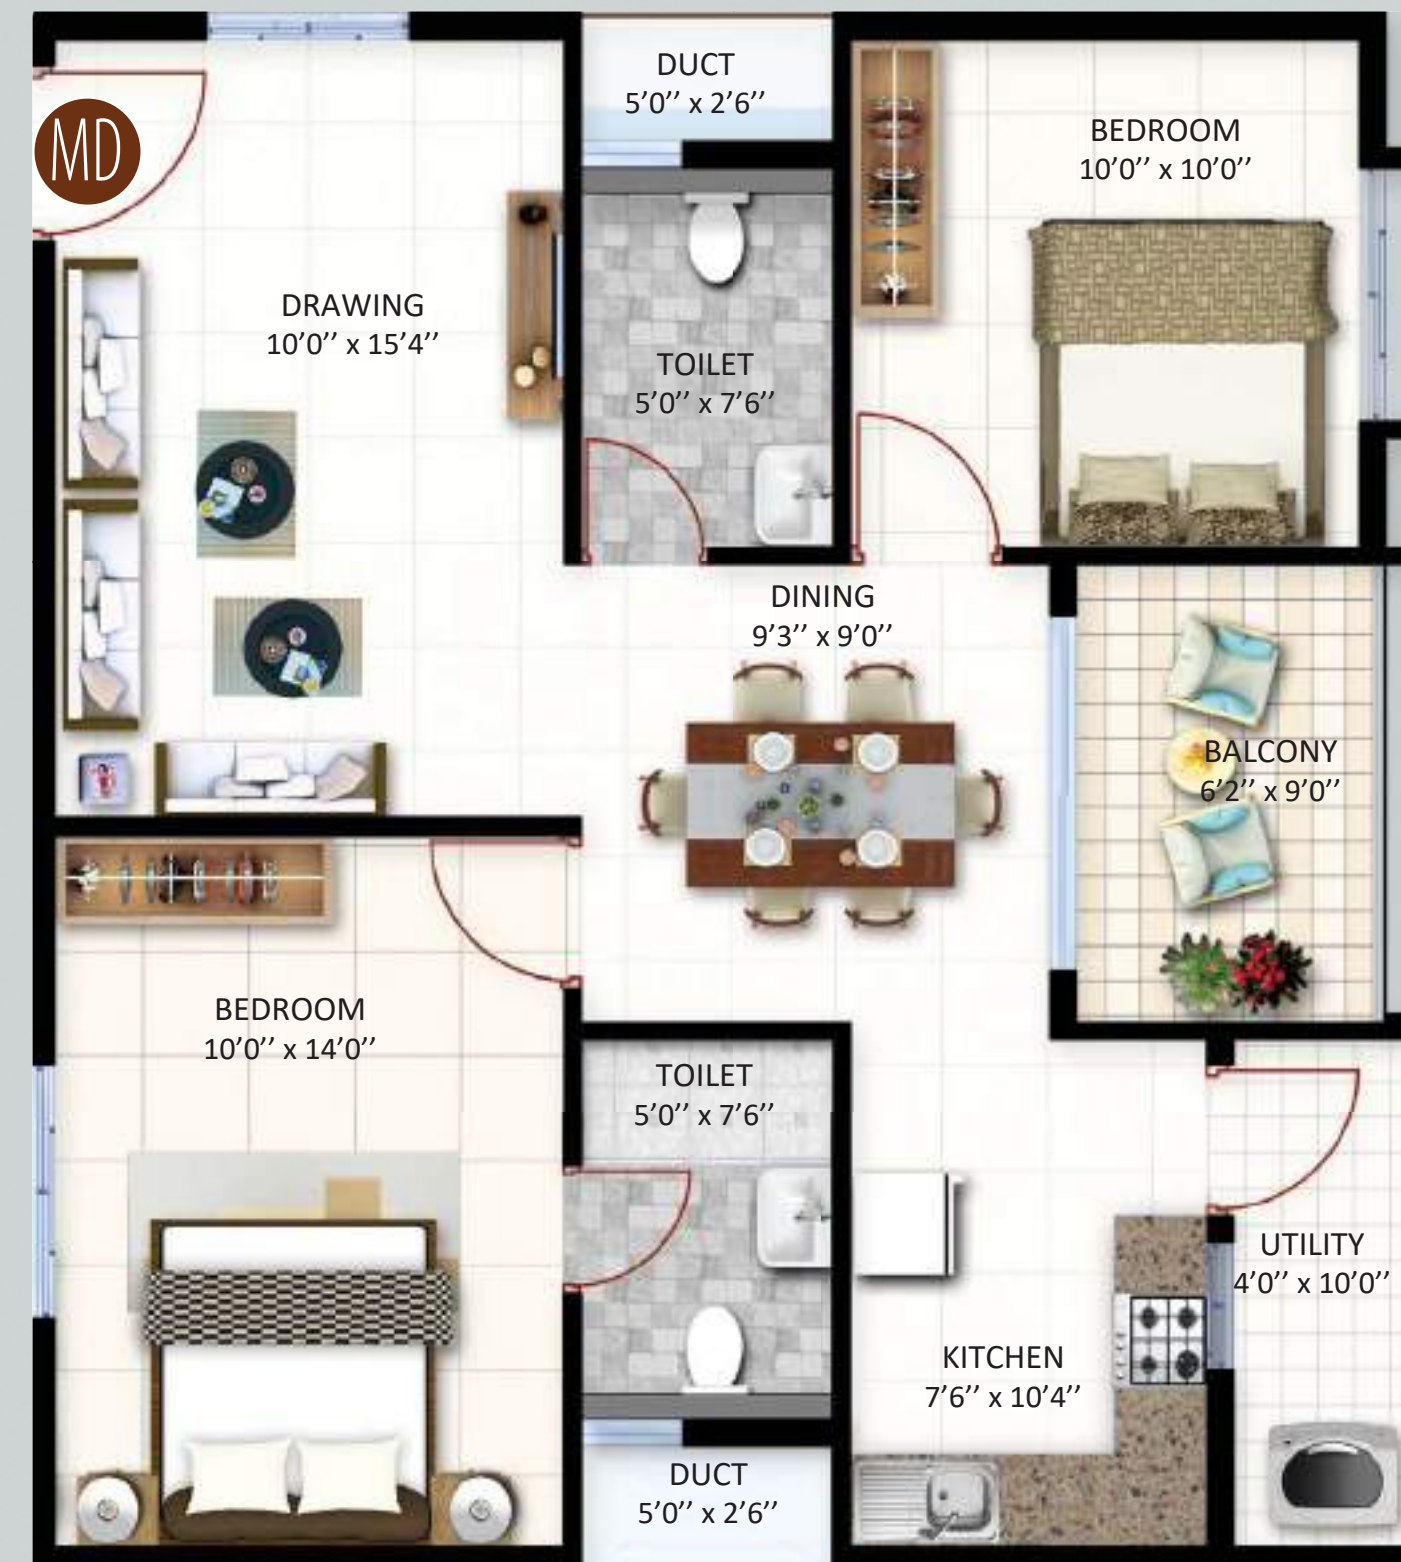 MD
DUCT
5’0’’ x 2’6’’
BEDROOM
10’0’’ x 10’0’’
DRAWING
10’0’’ x 15’4’’
TOILET
5’0’’ x 7’6’’
DINING
9’3’’ x 9’0’’
BALCONY
6’2’’ x 9’0’’
BEDROOM
10’0’’ x 14’0’’
TOILET
5’0’’ x 7’6’’
UTILITY
4’0’’ x 10’0’’
KITCHEN
7’6’’ x 10’4’’
DUCT
5’0’’ x 2’6’’